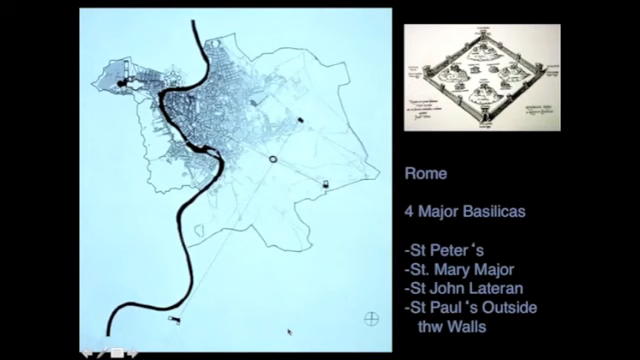 Rome
4 Major Basilicas
-St Peter's
-St. Mary Major
-St John Lateran
-St Paul's Outside
thw Walls